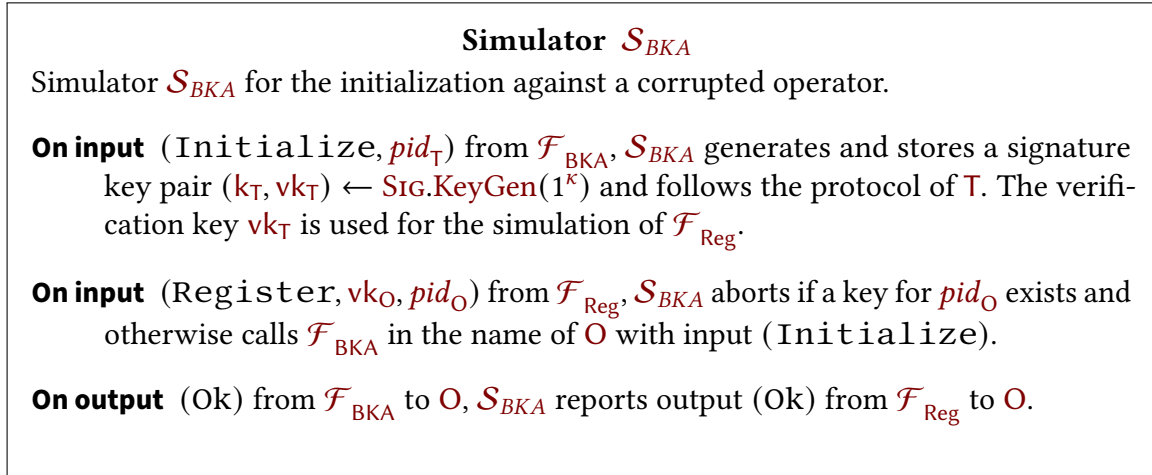 Simulator 𝒮_BKA
Simulator 𝒮_BKA for the initialization against a corrupted operator.
On input (Initialize, pid_T) from ℱ_BKA, 𝒮_BKA generates and stores a signature
key pair (k_T, vk_T) ← SIG.KeyGen(1^κ) and follows the protocol of T. The verifi-
cation key vk_T is used for the simulation of ℱ_Reg.
On input (Register, vk_O, pid_O) from ℱ_Reg, 𝒮_BKA aborts if a key for pid_O exists and
otherwise calls ℱ_BKA in the name of O with input (Initialize).
On output (Ok) from ℱ_BKA to O, 𝒮_BKA reports output (Ok) from ℱ_Reg to O.